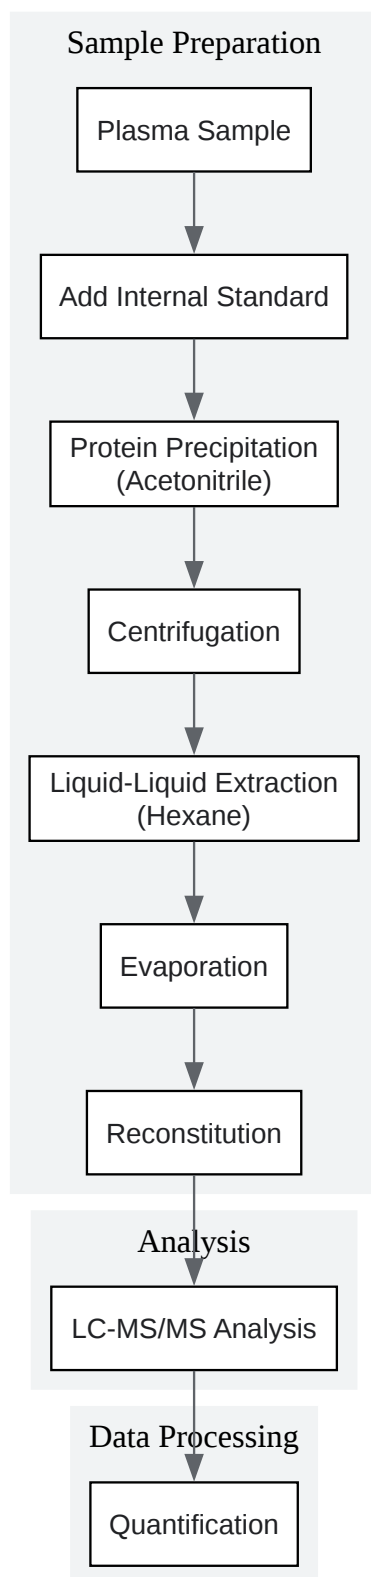 Sample Preparation
Plasma Sample
Add Internal Standard
Protein Precipitation
(Acetonitrile)
Centrifugation
Liquid-Liquid Extraction
(Hexane)
Evaporation
Reconstitution
Analysis
LC-MS/MS Analysis
Data Processing
Quantification